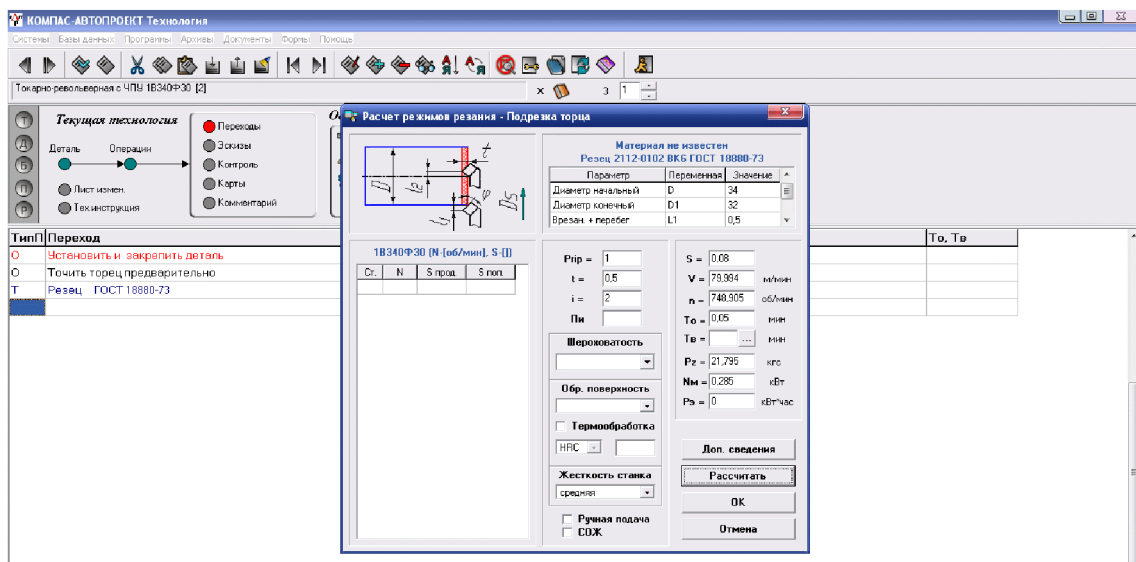 КОМПАС-АВТОПРОЕКТ Технология
Системы Базы данных Программы Архивы Документы Формы Помощь
Токарно-револьверная с ЧПУ 1В340Ф30 [2]
3 1
Т
Д
Б
П
Р
Текущая технология
Деталь Операции
Лист измен.
Тех.инструкция
Переходы
Эскизы
Контроль
Карты
Комментарий
ТипП Переход То, Тв
О Установить и закрепить деталь
О Точить торец предварительно
Т Резец ГОСТ 18880-73
Расчет режимов резания - Подрезка торца
D l2 t l1 φ DS
Материал не известен
Резец 2112-0102 ВК6 ГОСТ 18880-73
Параметр Переменная Значение
Диаметр начальный D 34
Диаметр конечный D1 32
Врезан. + перебег L1 0,5
1В340Ф30 (N-[об/мин], S-[])
Ст. N S прод. S поп.
Prip = 1
t = 0,5
i = 2
Пи
Шероховатость
Обр. поверхность
Термообработка
HRC
Жесткость станка
средняя
Ручная подача
СОЖ
S = 0,08
V = 79,994 м/мин
n = 748,905 об/мин
То = 0,05 мин
Тв = ... мин
Pz = 21,795 кгс
Nм = 0,285 кВт
Рэ = 0 кВт*час
Доп. сведения
Рассчитать
ОК
Отмена